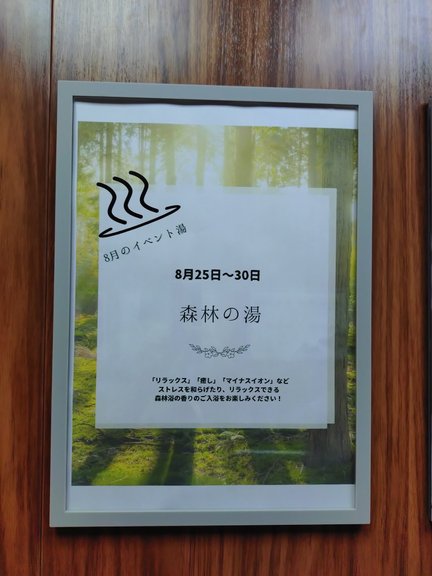 8月のイベント湯
8月25日〜30日
森林の湯
「リラックス」「癒し」「マイナスイオン」など
ストレスを和らげたり、リラックスできる
森林浴の香りのご入浴をお楽しみください！